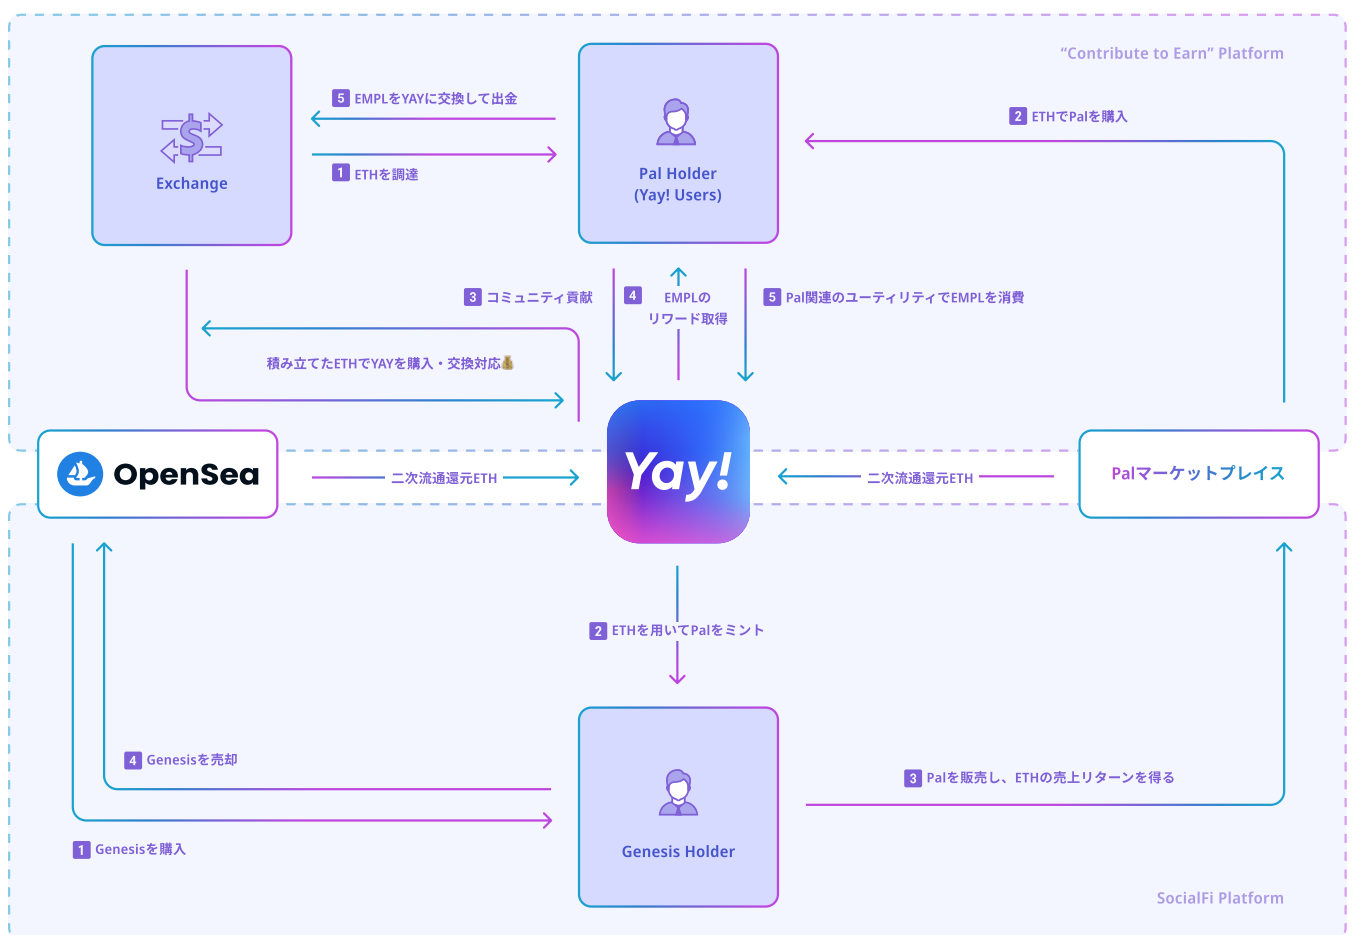 “Contribute to Earn” Platform
5 EMPLをYAYに交換して出金
1 ETHを調達
Exchange
Pal Holder
(Yay! Users)
2 ETHでPalを購入
3 コミュニティ貢献
4 EMPLの
リワード取得
5 Pal関連のユーティリティでEMPLを消費
積み立てたETHでYAYを購入・交換対応
OpenSea
二次流通還元ETH
Yay!
二次流通還元ETH
Palマーケットプレイス
2 ETHを用いてPalをミント
4 Genesisを売却
1 Genesisを購入
Genesis Holder
3 Palを販売し、ETHの売上リターンを得る
SocialFi Platform